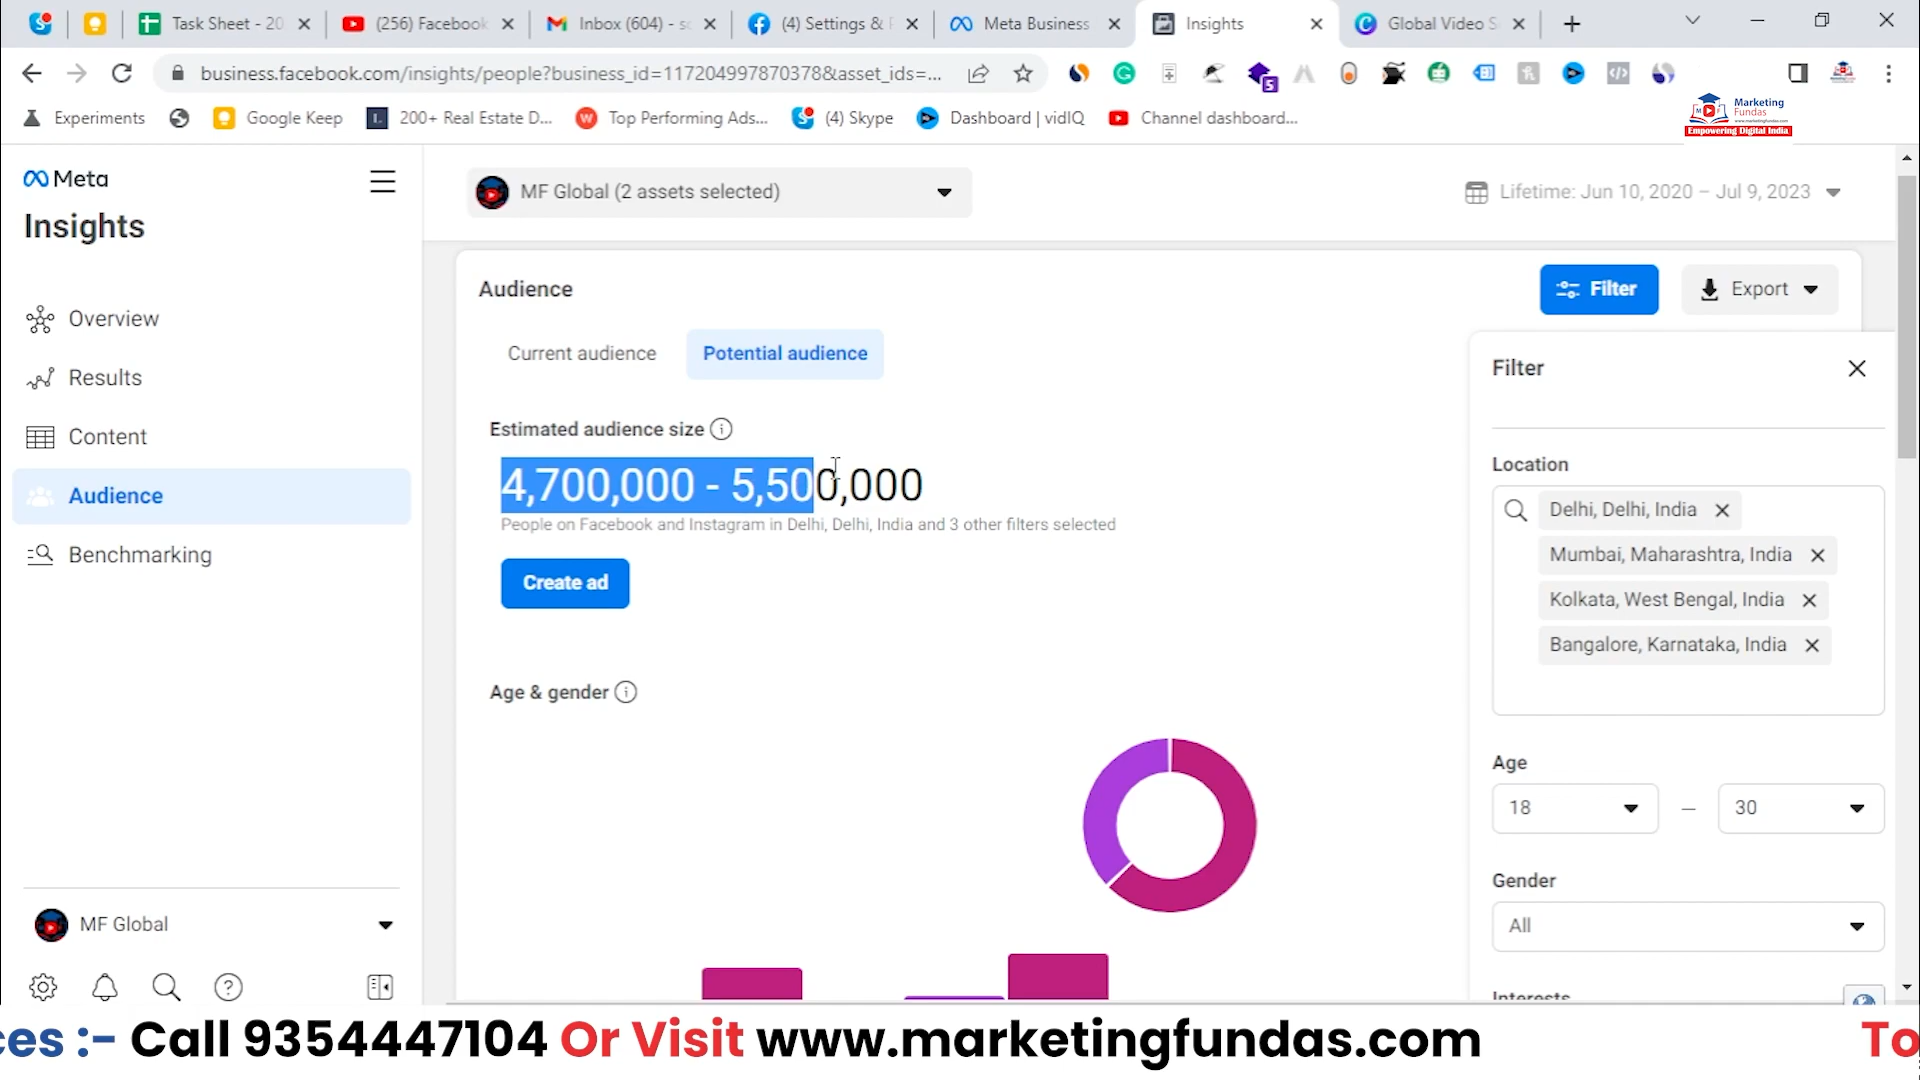 Task Sheet - 20
(256) Facebook
Inbox (604) - sc
(4) Settings & P
Meta Business
Insights
Global Video S
business.facebook.com/insights/people?business_id=117204997870378&asset_ids=...
Experiments
Google Keep
200+ Real Estate D...
Top Performing Ads...
(4) Skype
Dashboard | vidIQ
Channel dashboard...
Marketing
Fundas
www.marketingfundas.com
Empowering Digital India
Meta
Insights
MF Global (2 assets selected)
Lifetime: Jun 10, 2020 – Jul 9, 2023
Overview
Results
Content
Audience
Benchmarking
MF Global
Audience
Filter
Export
Current audience
Potential audience
Estimated audience size
4,700,000 - 5,500,000
People on Facebook and Instagram in Delhi, Delhi, India and 3 other filters selected
Create ad
Age & gender
Filter
Location
Delhi, Delhi, India
Mumbai, Maharashtra, India
Kolkata, West Bengal, India
Bangalore, Karnataka, India
Age
18 – 30
Gender
All
Interests
ces :- Call 9354447104 Or Visit www.marketingfundas.com To